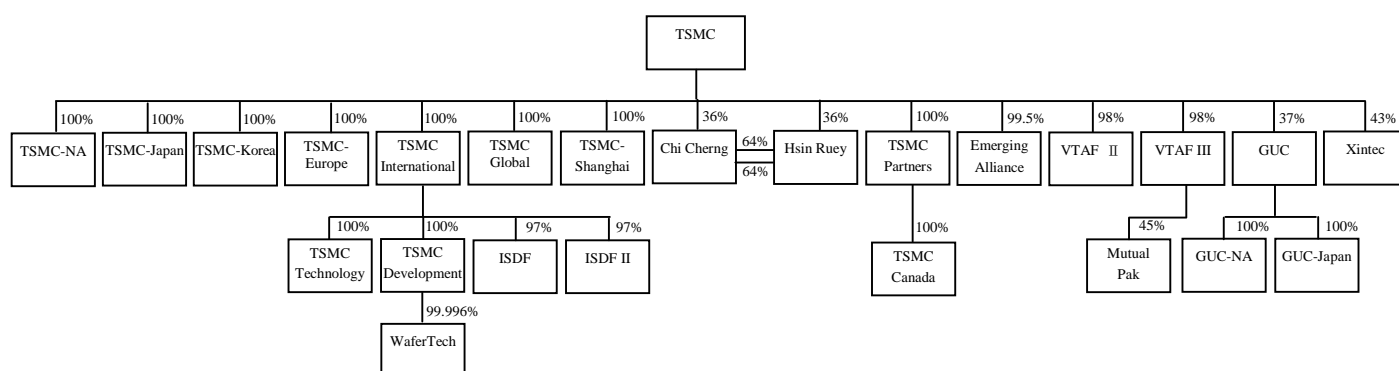 TSMC
100%
100%
100%
100%
100%
100%
100%
36%
36%
100%
99.5%
98%
98%
37%
43%
TSMC-NA
TSMC-Japan
TSMC-Korea
TSMC-
Europe
TSMC
International
TSMC
Global
TSMC-
Shanghai
Chi Cherng
64%
64%
Hsin Ruey
TSMC
Partners
Emerging
Alliance
VTAF Ⅱ
VTAF III
GUC
Xintec
100%
100%
97%
97%
100%
45%
100%
100%
TSMC
Technology
TSMC
Development
ISDF
ISDF II
TSMC
Canada
Mutual
Pak
GUC-NA
GUC-Japan
99.996%
WaferTech